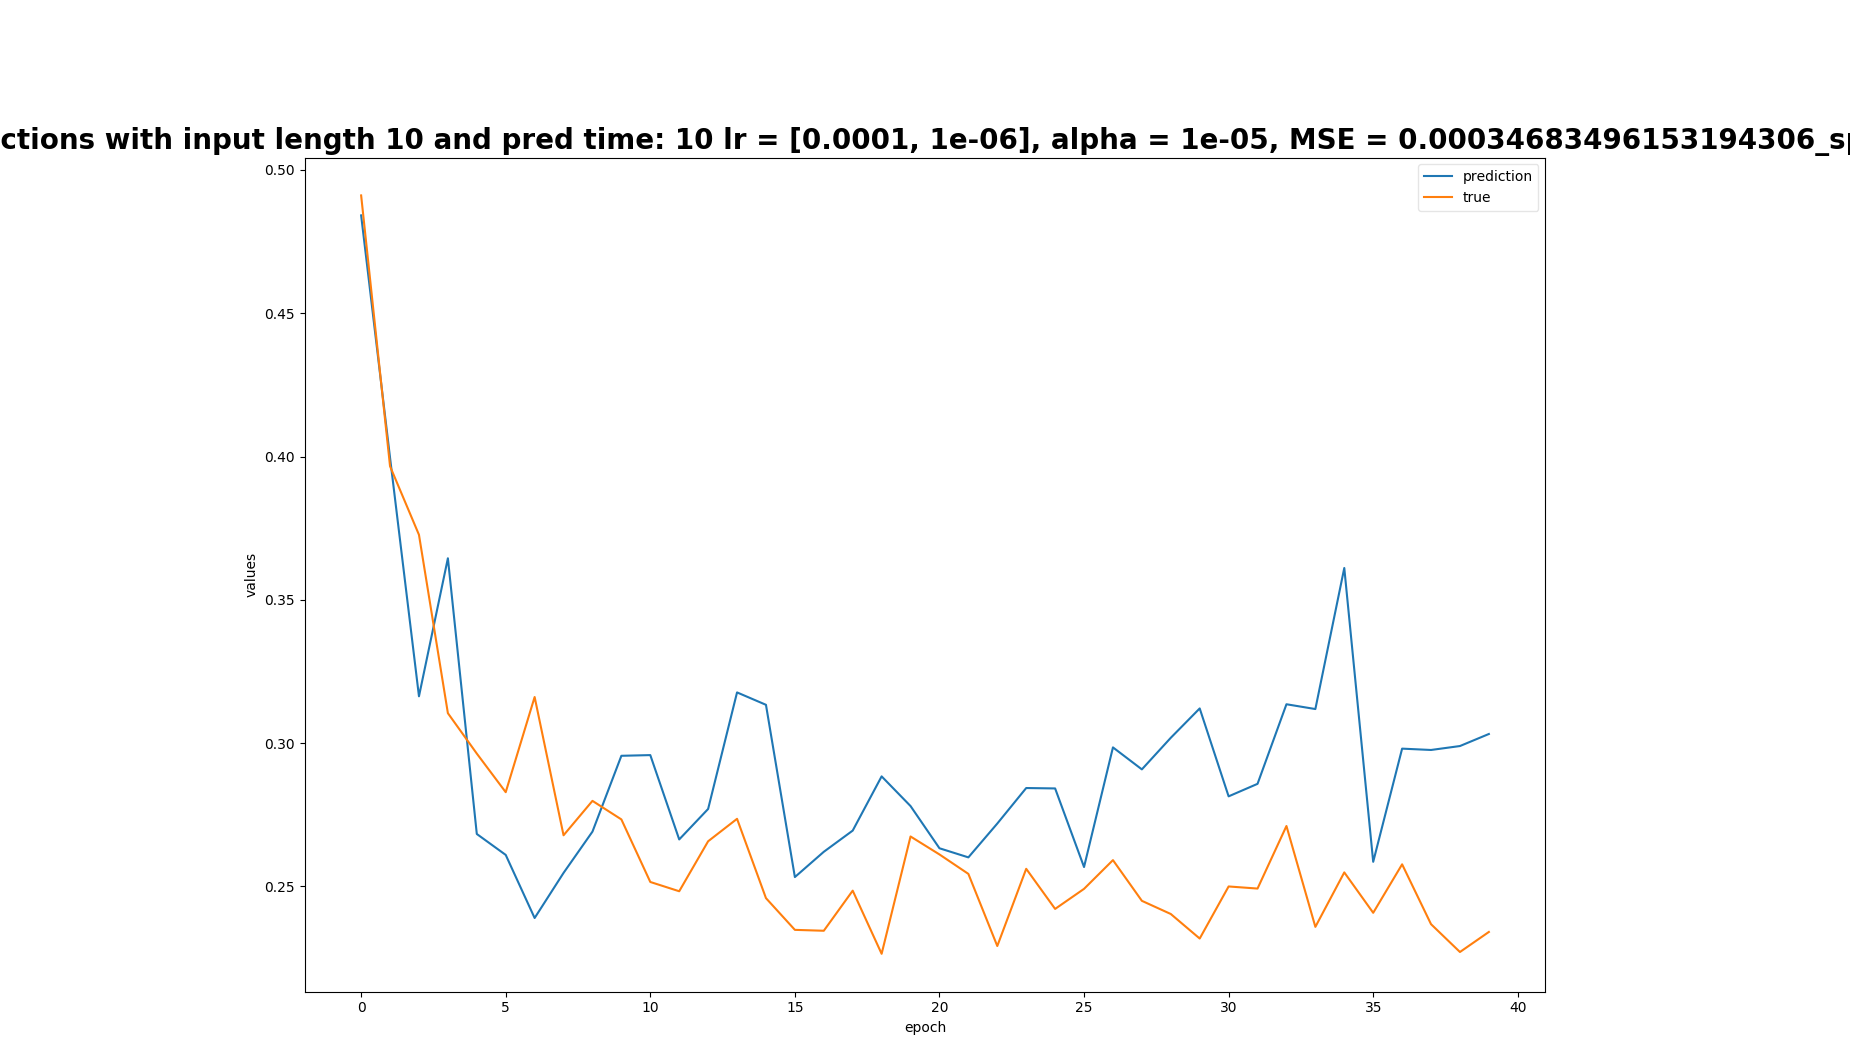 ctions with input length 10 and pred time: 10 lr = [0.0001, 1e-06], alpha = 1e-05, MSE = 0.00034683496153194306_sp
prediction
true
0.50
0.45
0.40
0.35
0.30
0.25
values
0 5 10 15 20 25 30 35 40
epoch